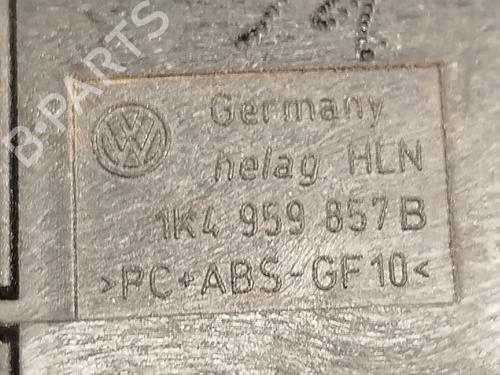 B-PARTS
Germany
helag HLN
1K4 959 857 B
>PC+ABS-GF10<